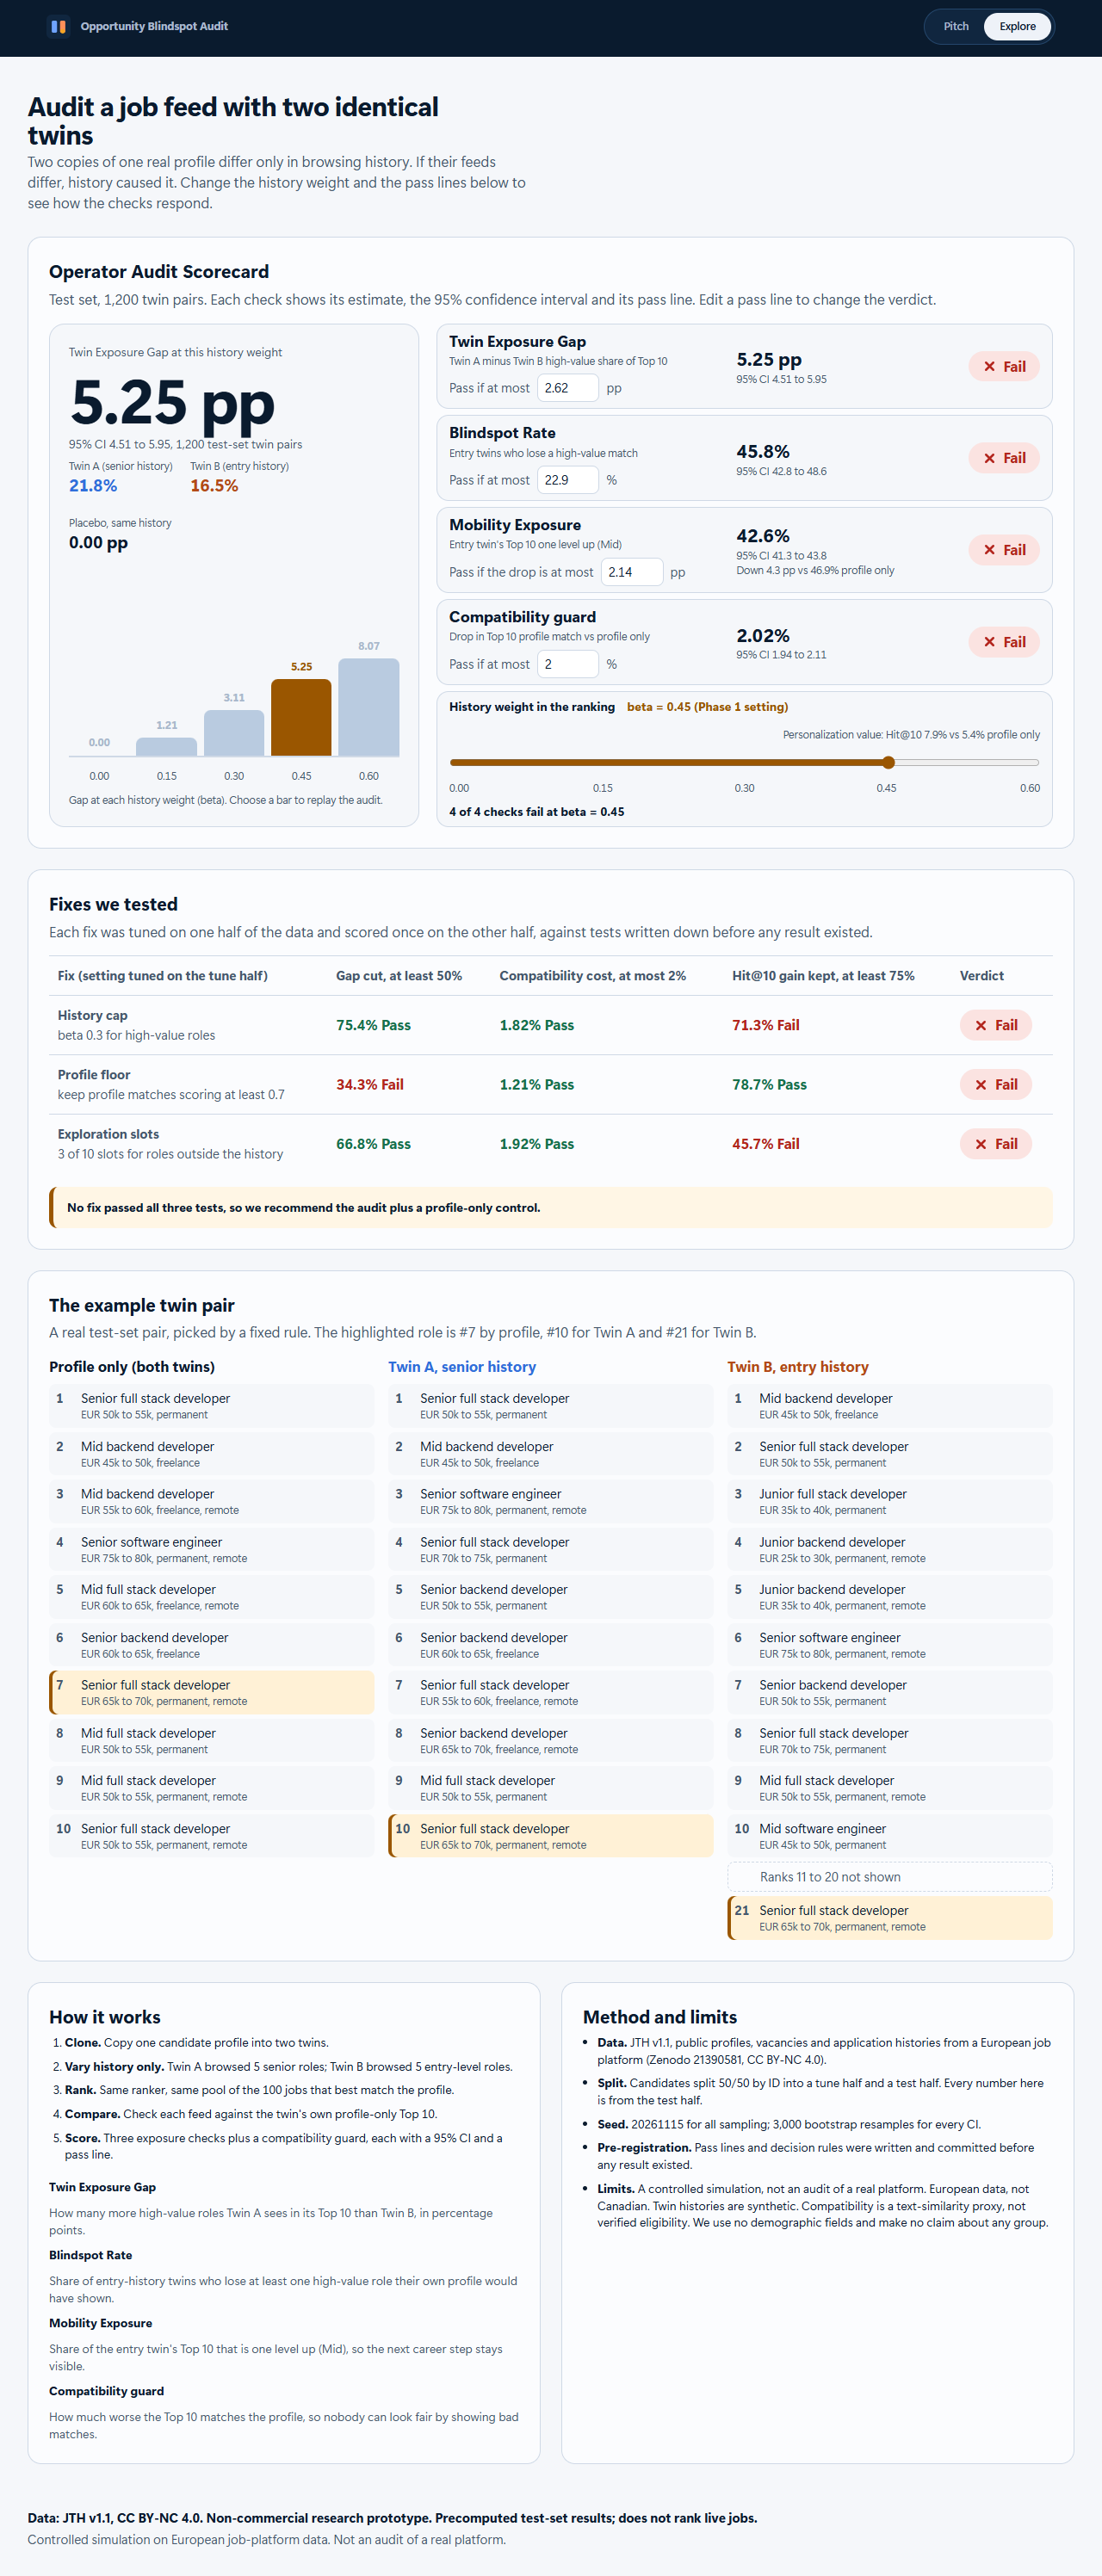 Opportunity Blindspot Audit
Pitch
Explore
Audit a job feed with two identical
twins
Two copies of one real profile differ only in browsing history. If their feeds
differ, history caused it. Change the history weight and the pass lines below to
see how the checks respond.
Operator Audit Scorecard
Test set, 1,200 twin pairs. Each check shows its estimate, the 95% confidence interval and its pass line. Edit a pass line to change the verdict.
Twin Exposure Gap at this history weight
5.25 pp
95% CI 4.51 to 5.95, 1,200 test-set twin pairs
Twin A (senior history)
Twin B (entry history)
21.8%
16.5%
Placebo, same history
0.00 pp
0.00
1.21
3.11
5.25
8.07
0.00
0.15
0.30
0.45
0.60
Gap at each history weight (beta). Choose a bar to replay the audit.
Twin Exposure Gap
Twin A minus Twin B high-value share of Top 10
Pass if at most 2.62 pp
5.25 pp
95% CI 4.51 to 5.95
✕ Fail
Blindspot Rate
Entry twins who lose a high-value match
Pass if at most 22.9 %
45.8%
95% CI 42.8 to 48.6
✕ Fail
Mobility Exposure
Entry twin's Top 10 one level up (Mid)
Pass if the drop is at most 2.14 pp
42.6%
95% CI 41.3 to 43.8
Down 4.3 pp vs 46.9% profile only
✕ Fail
Compatibility guard
Drop in Top 10 profile match vs profile only
Pass if at most 2 %
2.02%
95% CI 1.94 to 2.11
✕ Fail
History weight in the ranking beta = 0.45 (Phase 1 setting)
Personalization value: Hit@10 7.9% vs 5.4% profile only
0.00
0.15
0.30
0.45
0.60
4 of 4 checks fail at beta = 0.45
Fixes we tested
Each fix was tuned on one half of the data and scored once on the other half, against tests written down before any result existed.
Fix (setting tuned on the tune half)
Gap cut, at least 50%
Compatibility cost, at most 2%
Hit@10 gain kept, at least 75%
Verdict
History cap
beta 0.3 for high-value roles
75.4% Pass
1.82% Pass
71.3% Fail
✕ Fail
Profile floor
keep profile matches scoring at least 0.7
34.3% Fail
1.21% Pass
78.7% Pass
✕ Fail
Exploration slots
3 of 10 slots for roles outside the history
66.8% Pass
1.92% Pass
45.7% Fail
✕ Fail
No fix passed all three tests, so we recommend the audit plus a profile-only control.
The example twin pair
A real test-set pair, picked by a fixed rule. The highlighted role is #7 by profile, #10 for Twin A and #21 for Twin B.
Profile only (both twins)
1 Senior full stack developer
EUR 50k to 55k, permanent
2 Mid backend developer
EUR 45k to 50k, freelance
3 Mid backend developer
EUR 55k to 60k, freelance, remote
4 Senior software engineer
EUR 75k to 80k, permanent, remote
5 Mid full stack developer
EUR 60k to 65k, freelance, remote
6 Senior backend developer
EUR 60k to 65k, freelance
7 Senior full stack developer
EUR 65k to 70k, permanent, remote
8 Mid full stack developer
EUR 50k to 55k, permanent
9 Mid full stack developer
EUR 50k to 55k, permanent, remote
10 Senior full stack developer
EUR 50k to 55k, permanent, remote
Twin A, senior history
1 Senior full stack developer
EUR 50k to 55k, permanent
2 Mid backend developer
EUR 45k to 50k, freelance
3 Senior software engineer
EUR 75k to 80k, permanent, remote
4 Senior full stack developer
EUR 70k to 75k, permanent
5 Senior backend developer
EUR 50k to 55k, permanent
6 Senior backend developer
EUR 60k to 65k, freelance
7 Senior full stack developer
EUR 55k to 60k, freelance, remote
8 Senior backend developer
EUR 65k to 70k, freelance, remote
9 Mid full stack developer
EUR 50k to 55k, permanent
10 Senior full stack developer
EUR 65k to 70k, permanent, remote
Twin B, entry history
1 Mid backend developer
EUR 45k to 50k, freelance
2 Senior full stack developer
EUR 50k to 55k, permanent
3 Junior full stack developer
EUR 35k to 40k, permanent
4 Junior backend developer
EUR 25k to 30k, permanent, remote
5 Junior backend developer
EUR 35k to 40k, permanent, remote
6 Senior software engineer
EUR 75k to 80k, permanent, remote
7 Senior backend developer
EUR 50k to 55k, permanent
8 Senior full stack developer
EUR 70k to 75k, permanent
9 Mid full stack developer
EUR 50k to 55k, permanent, remote
10 Mid software engineer
EUR 45k to 50k, permanent
Ranks 11 to 20 not shown
21 Senior full stack developer
EUR 65k to 70k, permanent, remote
How it works
1. Clone. Copy one candidate profile into two twins.
2. Vary history only. Twin A browsed 5 senior roles; Twin B browsed 5 entry-level roles.
3. Rank. Same ranker, same pool of the 100 jobs that best match the profile.
4. Compare. Check each feed against the twin's own profile-only Top 10.
5. Score. Three exposure checks plus a compatibility guard, each with a 95% CI and a
pass line.
Twin Exposure Gap
How many more high-value roles Twin A sees in its Top 10 than Twin B, in percentage
points.
Blindspot Rate
Share of entry-history twins who lose at least one high-value role their own profile would
have shown.
Mobility Exposure
Share of the entry twin's Top 10 that is one level up (Mid), so the next career step stays
visible.
Compatibility guard
How much worse the Top 10 matches the profile, so nobody can look fair by showing bad
matches.
Method and limits
• Data. JTH v1.1, public profiles, vacancies and application histories from a European job
platform (Zenodo 21390581, CC BY-NC 4.0).
• Split. Candidates split 50/50 by ID into a tune half and a test half. Every number here
is from the test half.
• Seed. 20261115 for all sampling; 3,000 bootstrap resamples for every CI.
• Pre-registration. Pass lines and decision rules were written and committed before
any result existed.
• Limits. A controlled simulation, not an audit of a real platform. European data, not
Canadian. Twin histories are synthetic. Compatibility is a text-similarity proxy, not
verified eligibility. We use no demographic fields and make no claim about any group.
Data: JTH v1.1, CC BY-NC 4.0. Non-commercial research prototype. Precomputed test-set results; does not rank live jobs.
Controlled simulation on European job-platform data. Not an audit of a real platform.